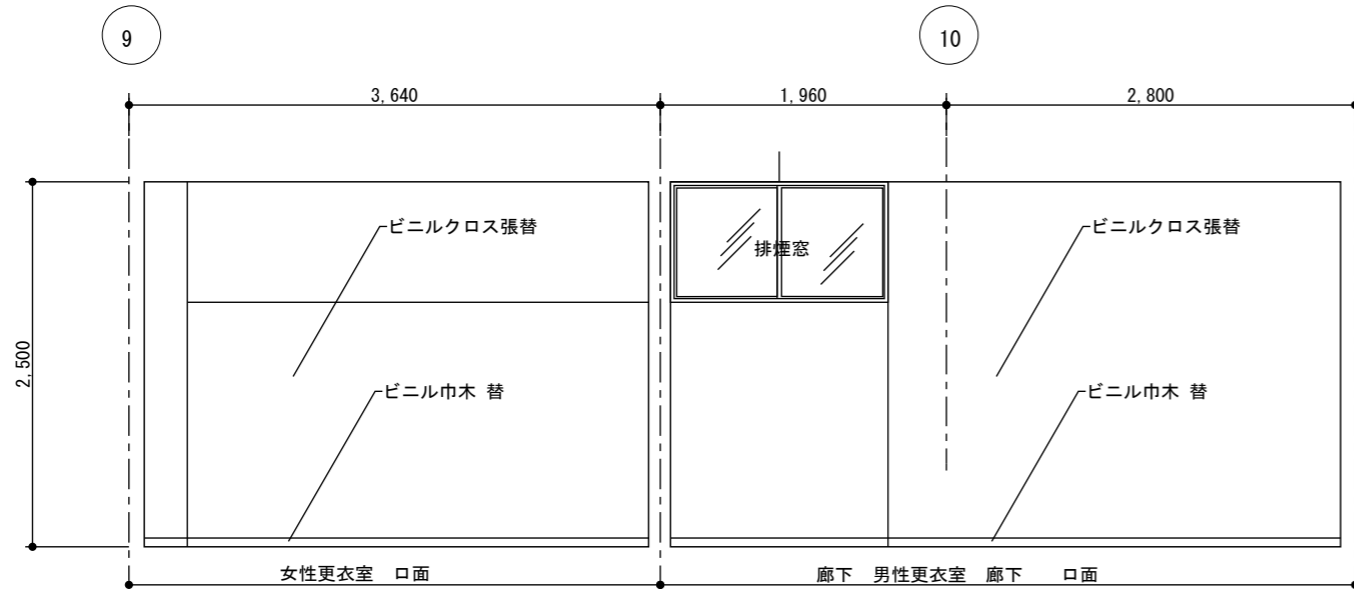 9
10
3,640
1,960
2,800
ビニルクロス張替
ビニルクロス張替
排煙窓
2,500
ビニル巾木 替
ビニル巾木 替
女性更衣室 ロ面
廊下 男性更衣室 廊下 ロ面